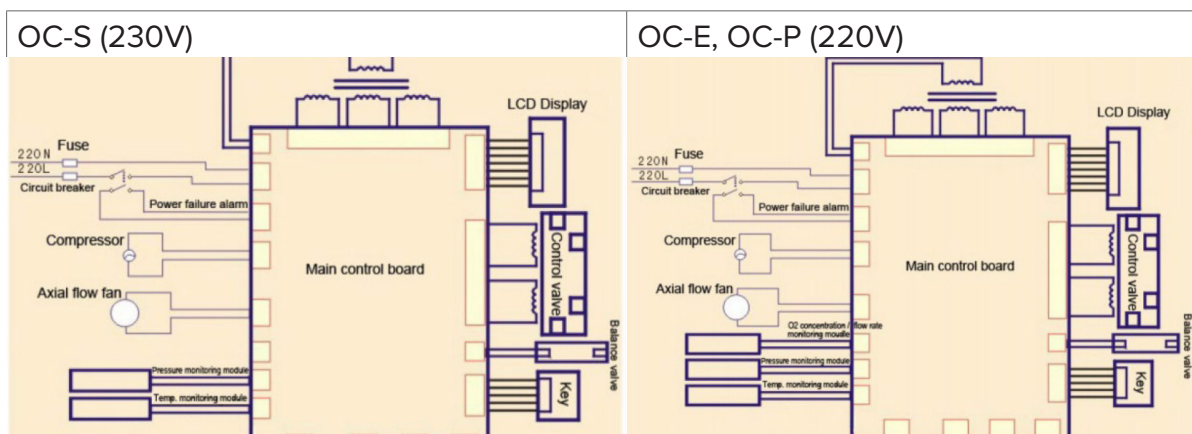 OC-S (230V)
LCD Display
Fuse
220N
220L
Circuit breaker
Power failure alarm
Compressor
Main control board
Control valve
Axial flow fan
Balance valve
Pressure monitoring module
Temp. monitoring module
Key
OC-E, OC-P (220V)
LCD Display
Fuse
220N
220L
Circuit breaker
Power failure alarm
Compressor
Main control board
Control valve
Axial flow fan
O2 concentration / flow rate
monitoring moudle
Balance valve
Pressure monitoring module
Temp. monitoring module
Key